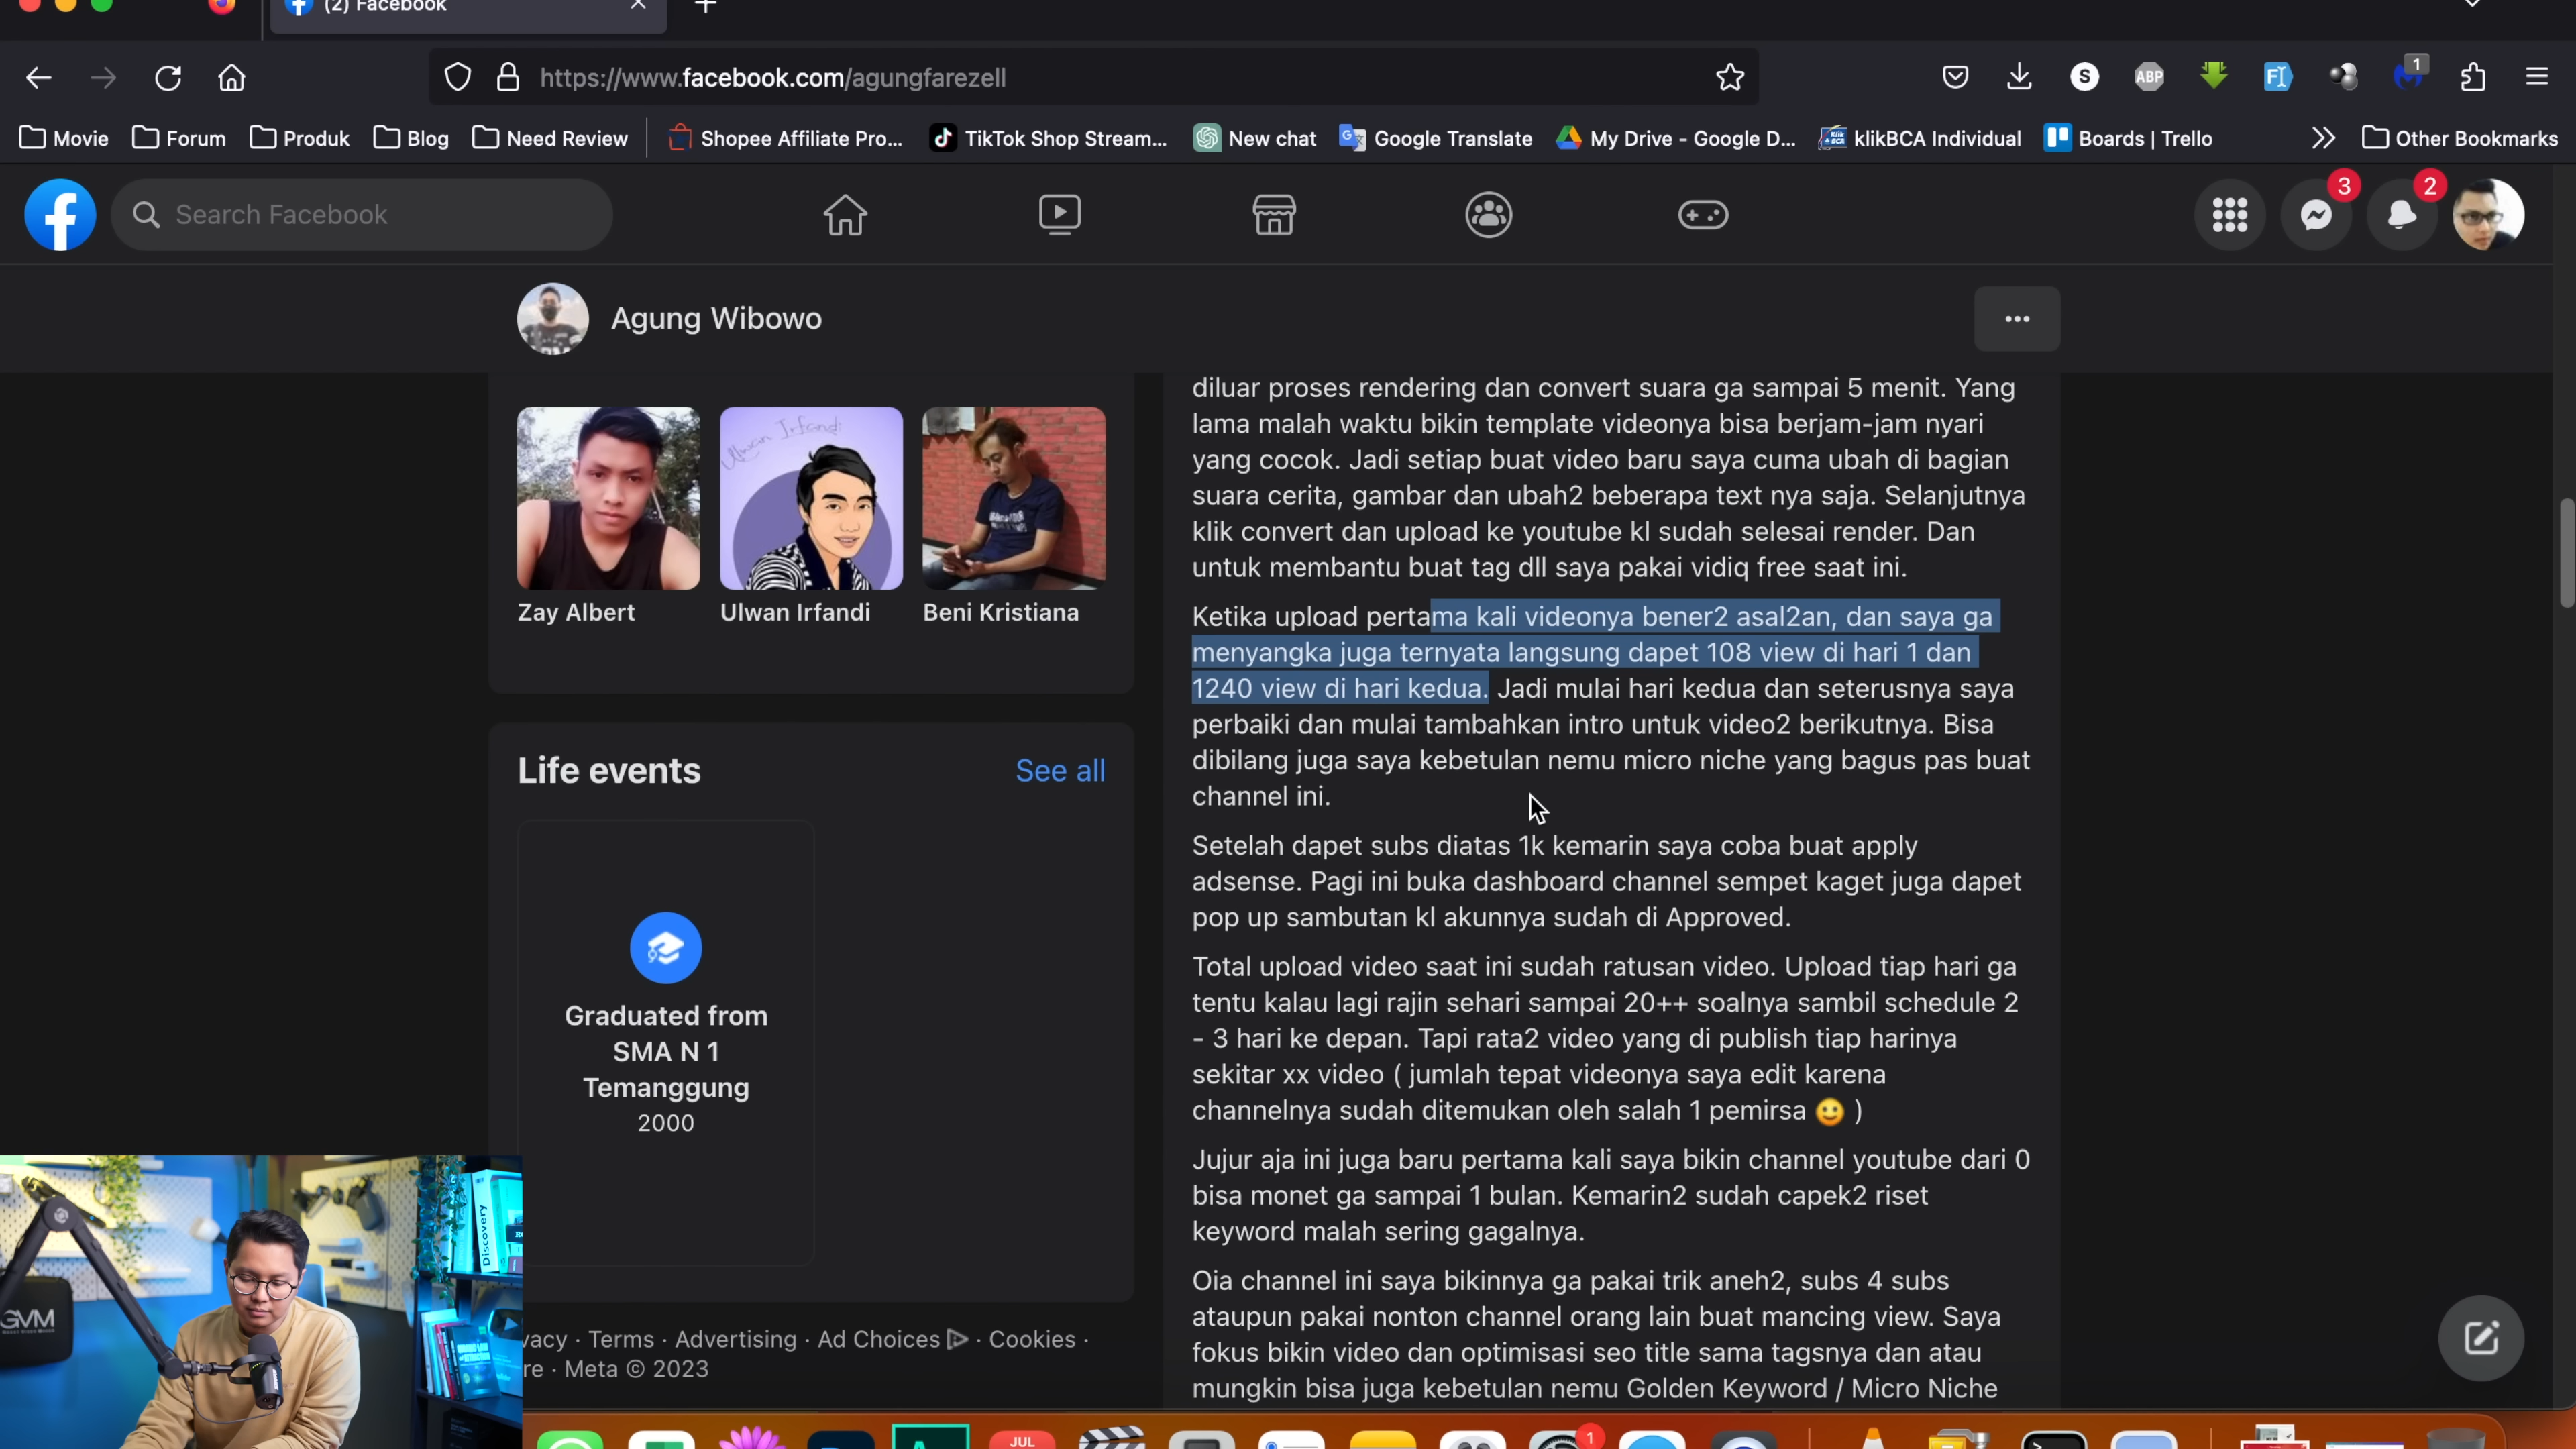 (2) Facebook
https://www.facebook.com/agungfarezell
1
Movie
Forum
Produk
Blog
Need Review
Shopee Affiliate Pro...
TikTok Shop Stream...
New chat
Google Translate
My Drive - Google D...
klikBCA Individual
Boards | Trello
Other Bookmarks
Search Facebook
3
2
Agung Wibowo
Zay Albert
Ulwan Irfandi
Beni Kristiana
Life events
See all
Graduated from
SMA N 1
Temanggung
2000
vacy · Terms · Advertising · Ad Choices · Cookies ·
re · Meta © 2023
diluar proses rendering dan convert suara ga sampai 5 menit. Yang
lama malah waktu bikin template videonya bisa berjam-jam nyari
yang cocok. Jadi setiap buat video baru saya cuma ubah di bagian
suara cerita, gambar dan ubah2 beberapa text nya saja. Selanjutnya
klik convert dan upload ke youtube kl sudah selesai render. Dan
untuk membantu buat tag dll saya pakai vidiq free saat ini.
Ketika upload pertama kali videonya bener2 asal2an, dan saya ga
menyangka juga ternyata langsung dapet 108 view di hari 1 dan
1240 view di hari kedua. Jadi mulai hari kedua dan seterusnya saya
perbaiki dan mulai tambahkan intro untuk video2 berikutnya. Bisa
dibilang juga saya kebetulan nemu micro niche yang bagus pas buat
channel ini.
Setelah dapet subs diatas 1k kemarin saya coba buat apply
adsense. Pagi ini buka dashboard channel sempet kaget juga dapet
pop up sambutan kl akunnya sudah di Approved.
Total upload video saat ini sudah ratusan video. Upload tiap hari ga
tentu kalau lagi rajin sehari sampai 20++ soalnya sambil schedule 2
- 3 hari ke depan. Tapi rata2 video yang di publish tiap harinya
sekitar xx video ( jumlah tepat videonya saya edit karena
channelnya sudah ditemukan oleh salah 1 pemirsa 🙂 )
Jujur aja ini juga baru pertama kali saya bikin channel youtube dari 0
bisa monet ga sampai 1 bulan. Kemarin2 sudah capek2 riset
keyword malah sering gagalnya.
Oia channel ini saya bikinnya ga pakai trik aneh2, subs 4 subs
ataupun pakai nonton channel orang lain buat mancing view. Saya
fokus bikin video dan optimisasi seo title sama tagsnya dan atau
mungkin bisa juga kebetulan nemu Golden Keyword / Micro Niche
GVM
Discovery
JUL
1